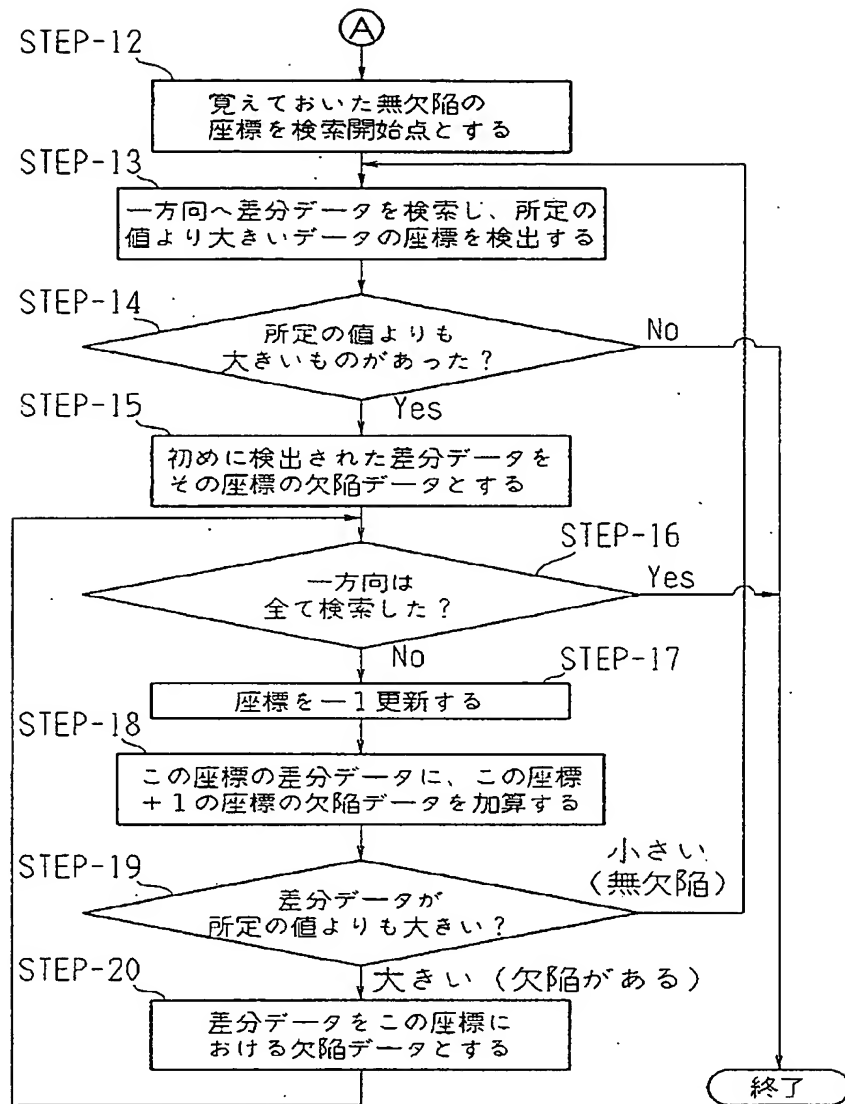 A
STEP-12
覚えておいた無欠陥の
座標を検索開始点とする
STEP-13
一方向へ差分データを検索し、所定の
値より大きいデータの座標を検出する
STEP-14
所定の値よりも
大きいものがあった?
No
Yes
STEP-15
初めに検出された差分データを
その座標の欠陥データとする
STEP-16
一方向は
全て検索した?
Yes
No
STEP-17
座標を-1更新する
STEP-18
この座標の差分データに、この座標
+1の座標の欠陥データを加算する
STEP-19
差分データが
所定の値よりも大きい?
小さい
(無欠陥)
大きい(欠陥がある)
STEP-20
差分データをこの座標に
おける欠陥データとする
終了